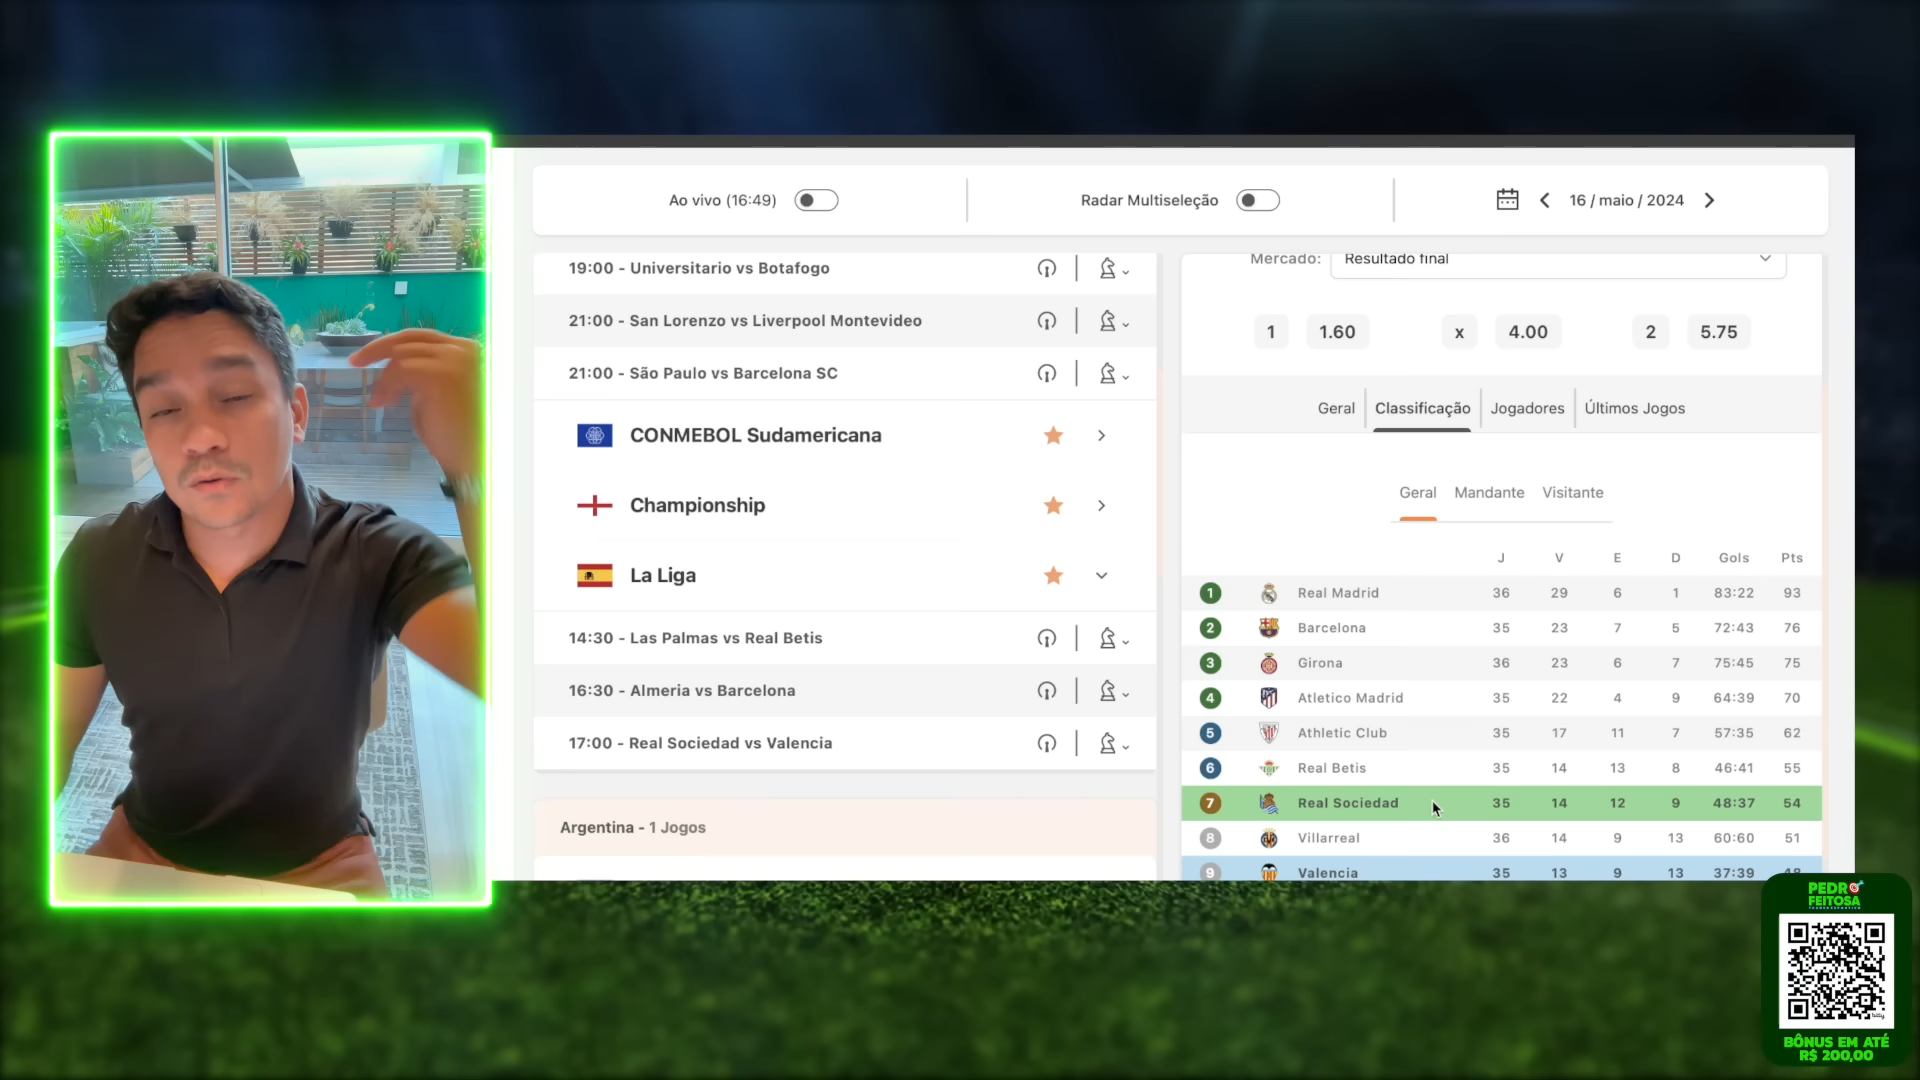 Ao vivo (16:49)
Radar Multiseleção
16 / maio / 2024
19:00 - Universitario vs Botafogo
21:00 - San Lorenzo vs Liverpool Montevideo
21:00 - São Paulo vs Barcelona SC
CONMEBOL Sudamericana
Championship
La Liga
14:30 - Las Palmas vs Real Betis
16:30 - Almeria vs Barcelona
17:00 - Real Sociedad vs Valencia
Argentina - 1 Jogos
Mercado: Resultado final
1 1.60 x 4.00 2 5.75
Geral Classificação Jogadores Últimos Jogos
Geral Mandante Visitante
J V E D Gols Pts
1 Real Madrid 36 29 6 1 83:22 93
2 Barcelona 35 23 7 5 72:43 76
3 Girona 36 23 6 7 75:45 75
4 Atletico Madrid 35 22 4 9 64:39 70
5 Athletic Club 35 17 11 7 57:35 62
6 Real Betis 35 14 13 8 46:41 55
7 Real Sociedad 35 14 12 9 48:37 54
8 Villarreal 36 14 9 13 60:60 51
9 Valencia 35 13 9 13 37:39 48
PEDRO
FEITOSA
BÔNUS EM ATÉ
R$ 200,00